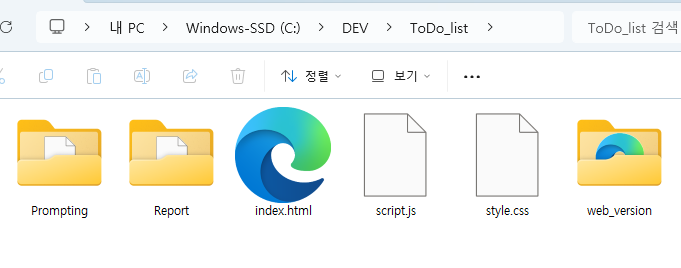 내 PC > Windows-SSD (C:) > DEV > ToDo_list > ToDo_list 검색
정렬 보기
Prompting Report index.html script.js style.css web_version